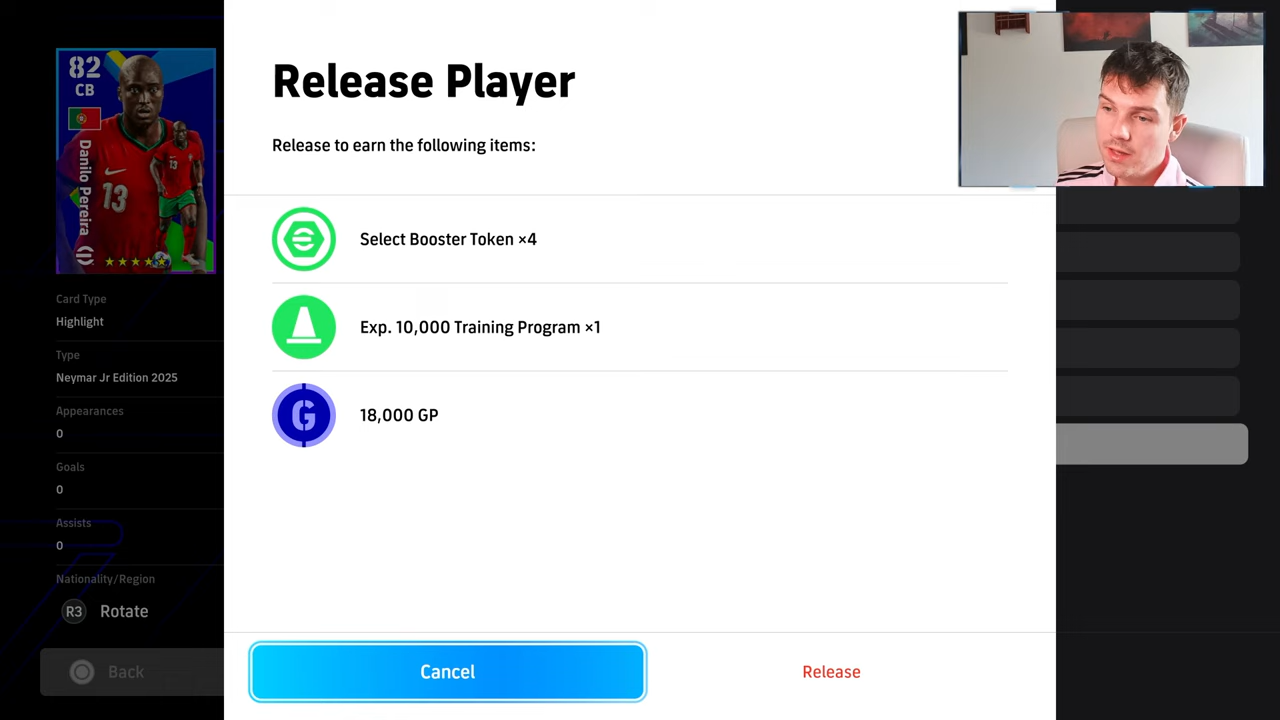 82
CB
13
13
Danilo Pereira
Card Type
Highlight
Type
Neymar Jr Edition 2025
Appearances
0
Goals
0
Assists
0
Nationality/Region
R3 Rotate
Back
Release Player
Release to earn the following items:
Select Booster Token ×4
Exp. 10,000 Training Program ×1
G 18,000 GP
Cancel
Release